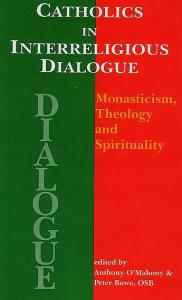 CATHOLICS
IN
INTERRELIGIOUS
DIALOGUE
DIALOGUE
Monasticism,
Theology
and
Spirituality
edited by
Anthony O'Mahony &
Peter Bowe, OSB